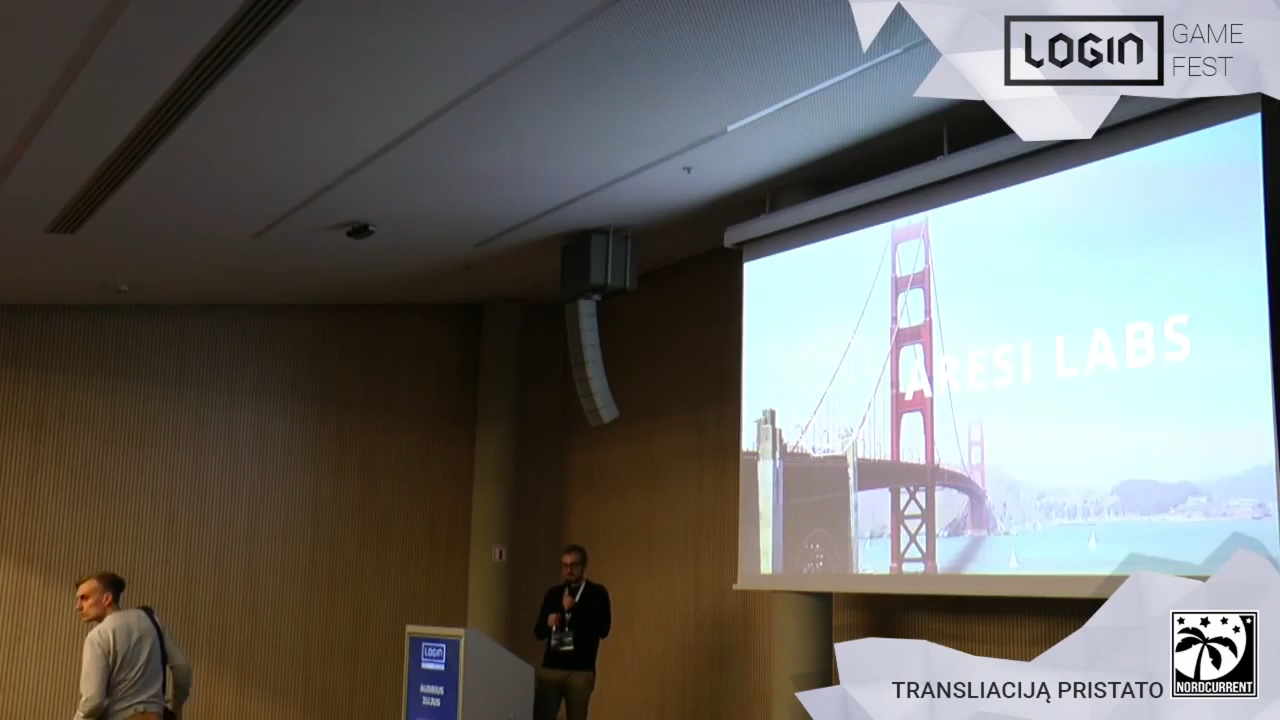 LOGIN
GAME
FEST
ARESI LABS
LOGIN
AUDRIUS
ZUJUS
TRANSLIACIJĄ PRISTATO
NORDCURRENT